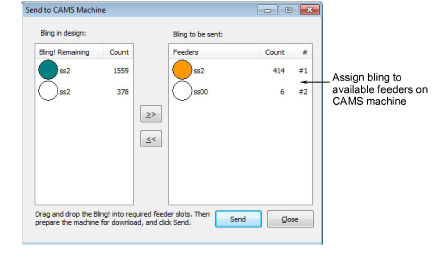 Send to CAMS Machine
Bling in design:
Bling to be sent:
Bling! Remaining Count
Feeders Count #
ss2 1559
ss2 378
ss2 414 #1
ss00 6 #2
>>
<<
Assign bling to
available feeders on
CAMS machine
Drag and drop the Bling! into required feeder slots. Then
prepare the machine for download, and click Send.
Send
Close